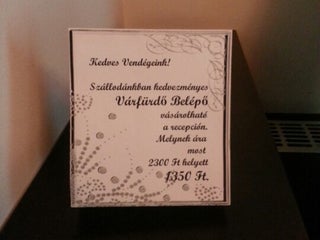 Kedves Vendégeink!
Szállodánkban kedvezményes
Várfürdő Belépő
vásárolható
a recepción.
Melynek ára
most
2300 Ft helyett
1350 Ft.